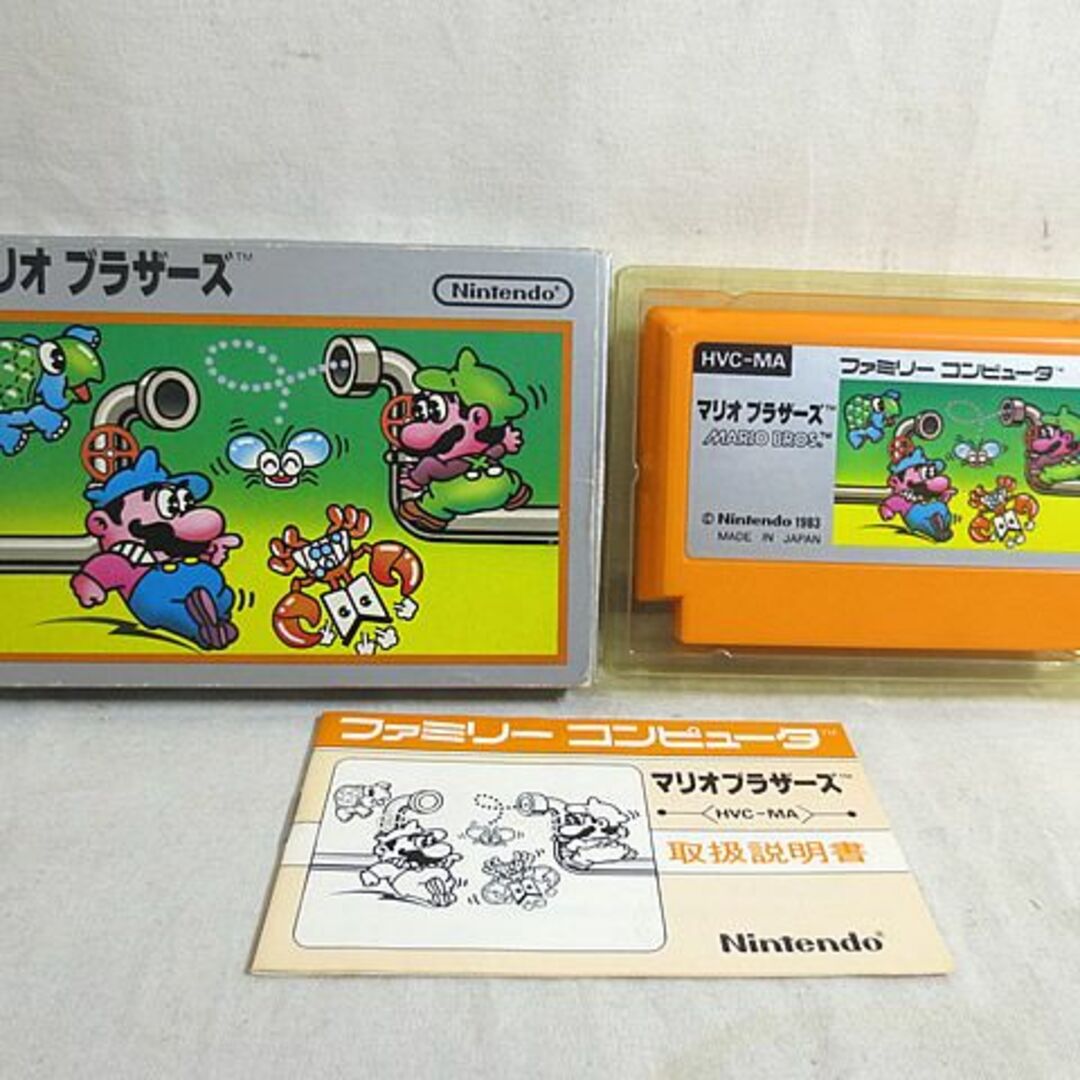 リオ ブラザーズ™
Nintendo®
HVC-MA
ファミリー コンピュータ™
マリオ ブラザーズ™
MARIO BROS.™
© Nintendo 1983
MADE IN JAPAN
ファミリー コンピュータ™
マリオブラザーズ™
HVC-MA
取扱説明書
Nintendo®